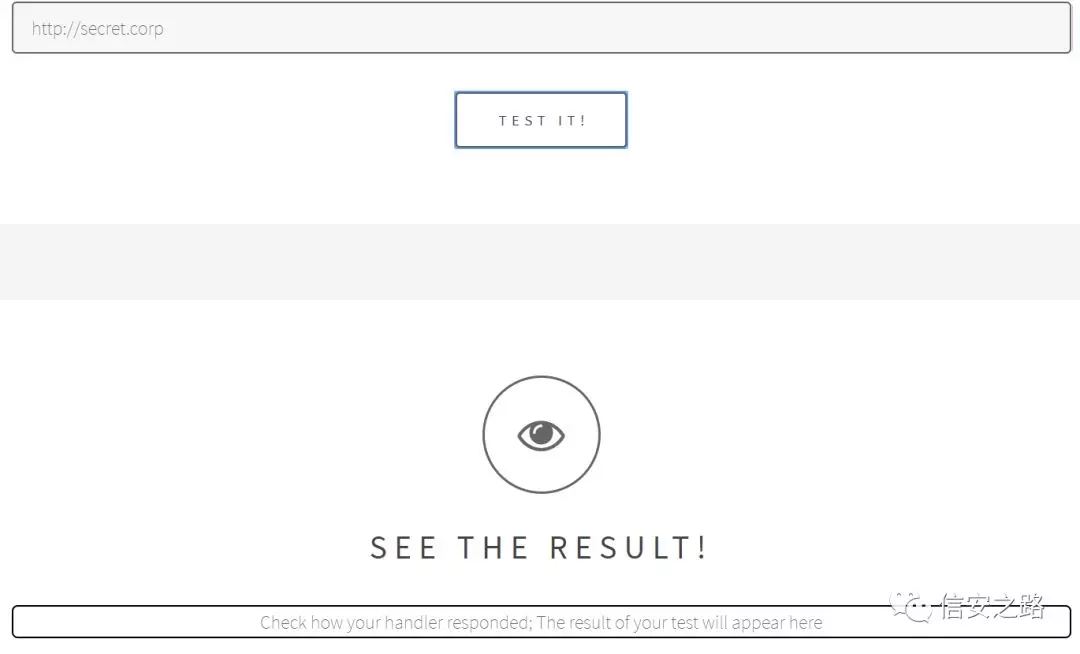 http://secret.corp
TEST IT!
SEE THE RESULT!
信安之路
Check how your handler responded; The result of your test will appear here